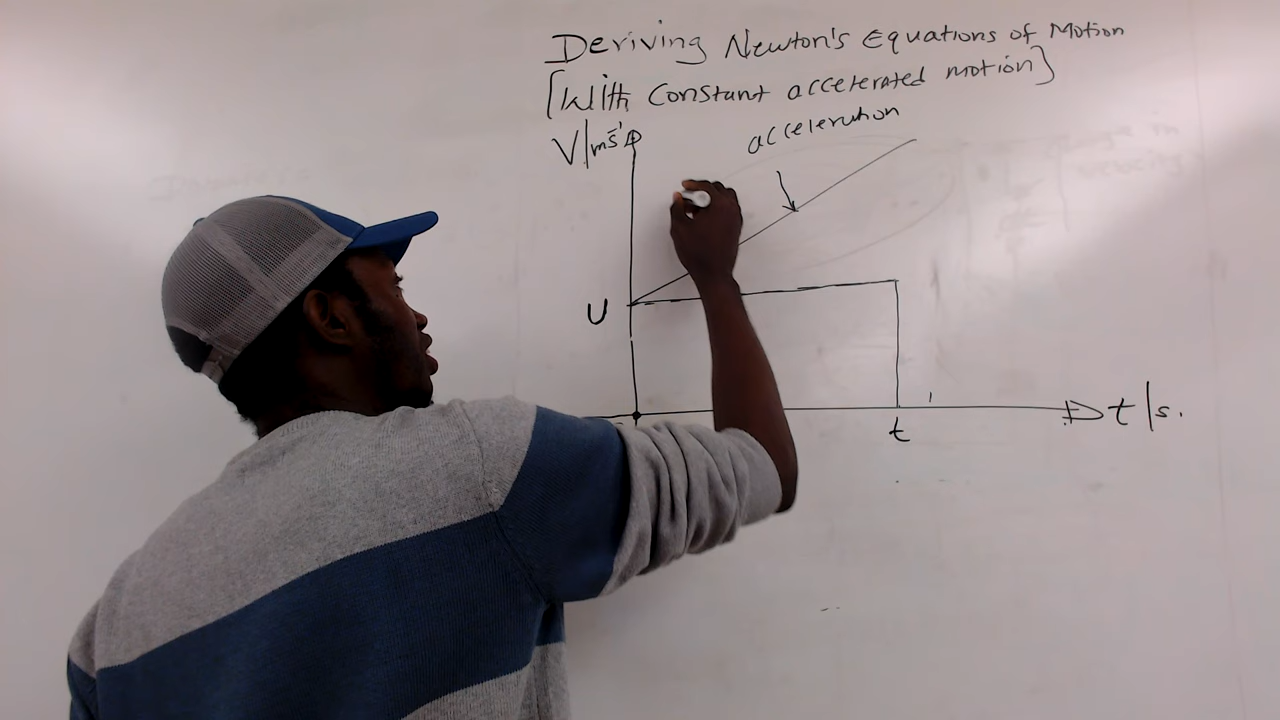 Deriving Newton's Equations of Motion
[With Constant accelerated motion]
acceleration
V/ms⁻¹
U
t
t/s.